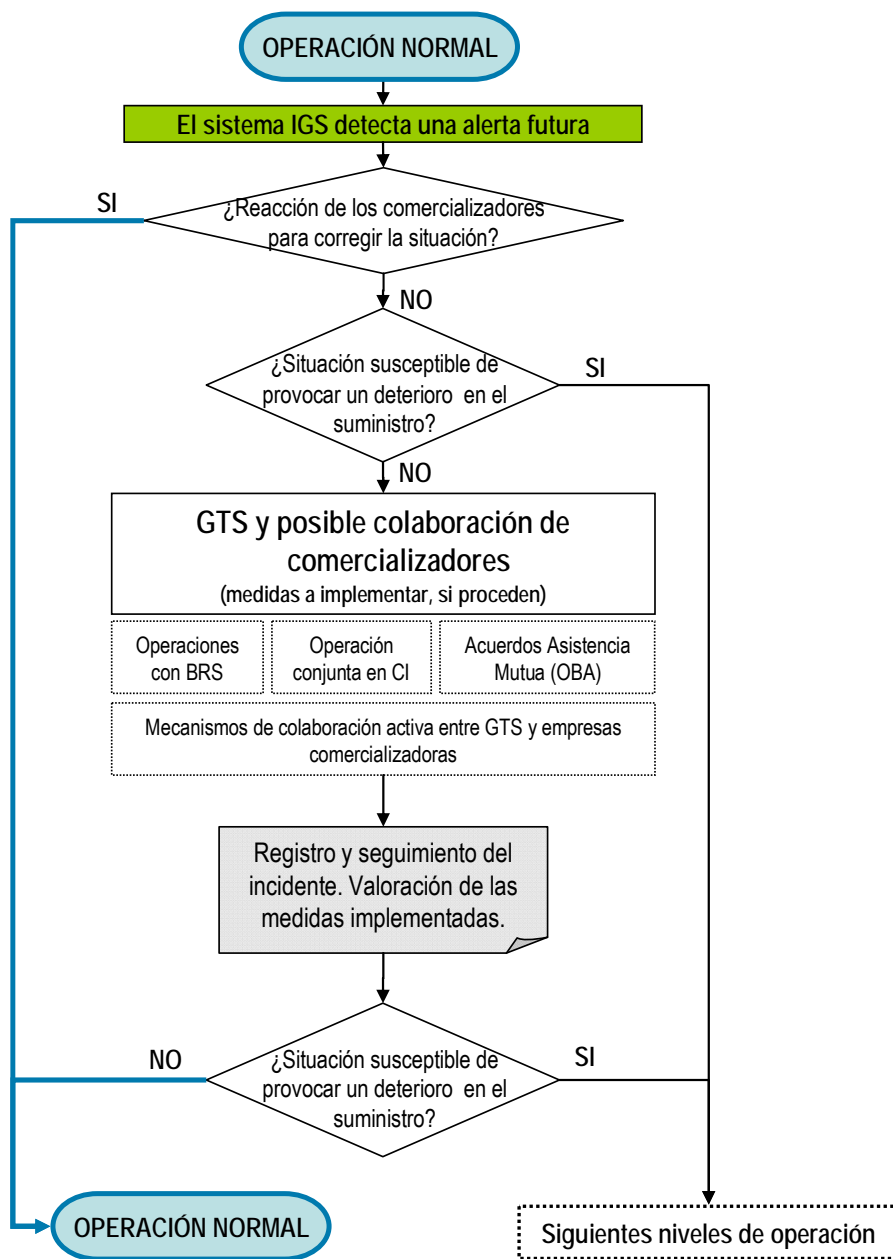 OPERACIÓN NORMAL
El sistema IGS detecta una alerta futura
SI
¿Reacción de los comercializadores
para corregir la situación?
NO
¿Situación susceptible de
provocar un deterioro en el
suministro?
SI
NO
GTS y posible colaboración de
comercializadores
(medidas a implementar, si proceden)
Operaciones
con BRS
Operación
conjunta en CI
Acuerdos Asistencia
Mutua (OBA)
Mecanismos de colaboración activa entre GTS y empresas
comercializadoras
Registro y seguimiento del
incidente. Valoración de las
medidas implementadas.
NO
¿Situación susceptible de
provocar un deterioro en el
suministro?
SI
OPERACIÓN NORMAL
Siguientes niveles de operación